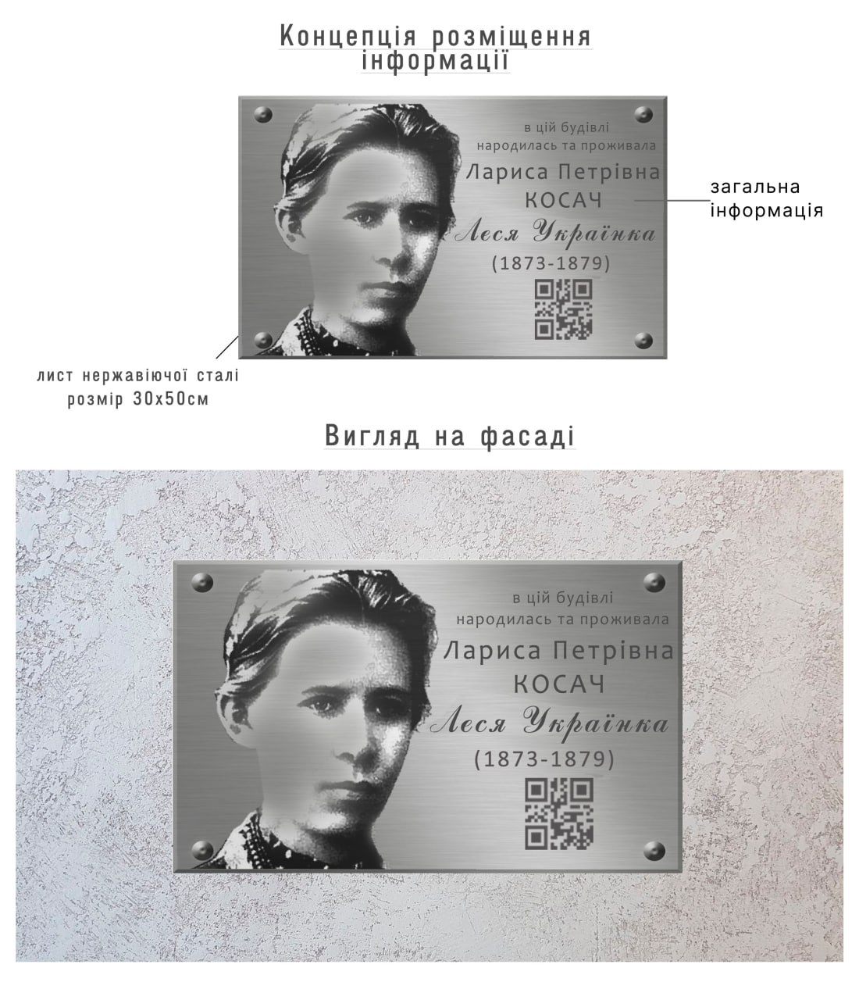 Концепція розміщення
інформації
в цій будівлі
народилась та проживала
Лариса Петрівна
КОСАЧ
Леся Українка
(1873-1879)
загальна
інформація
лист нержавіючої сталі
розмір 30х50см
Вигляд на фасаді
в цій будівлі
народилась та проживала
Лариса Петрівна
КОСАЧ
Леся Українка
(1873-1879)